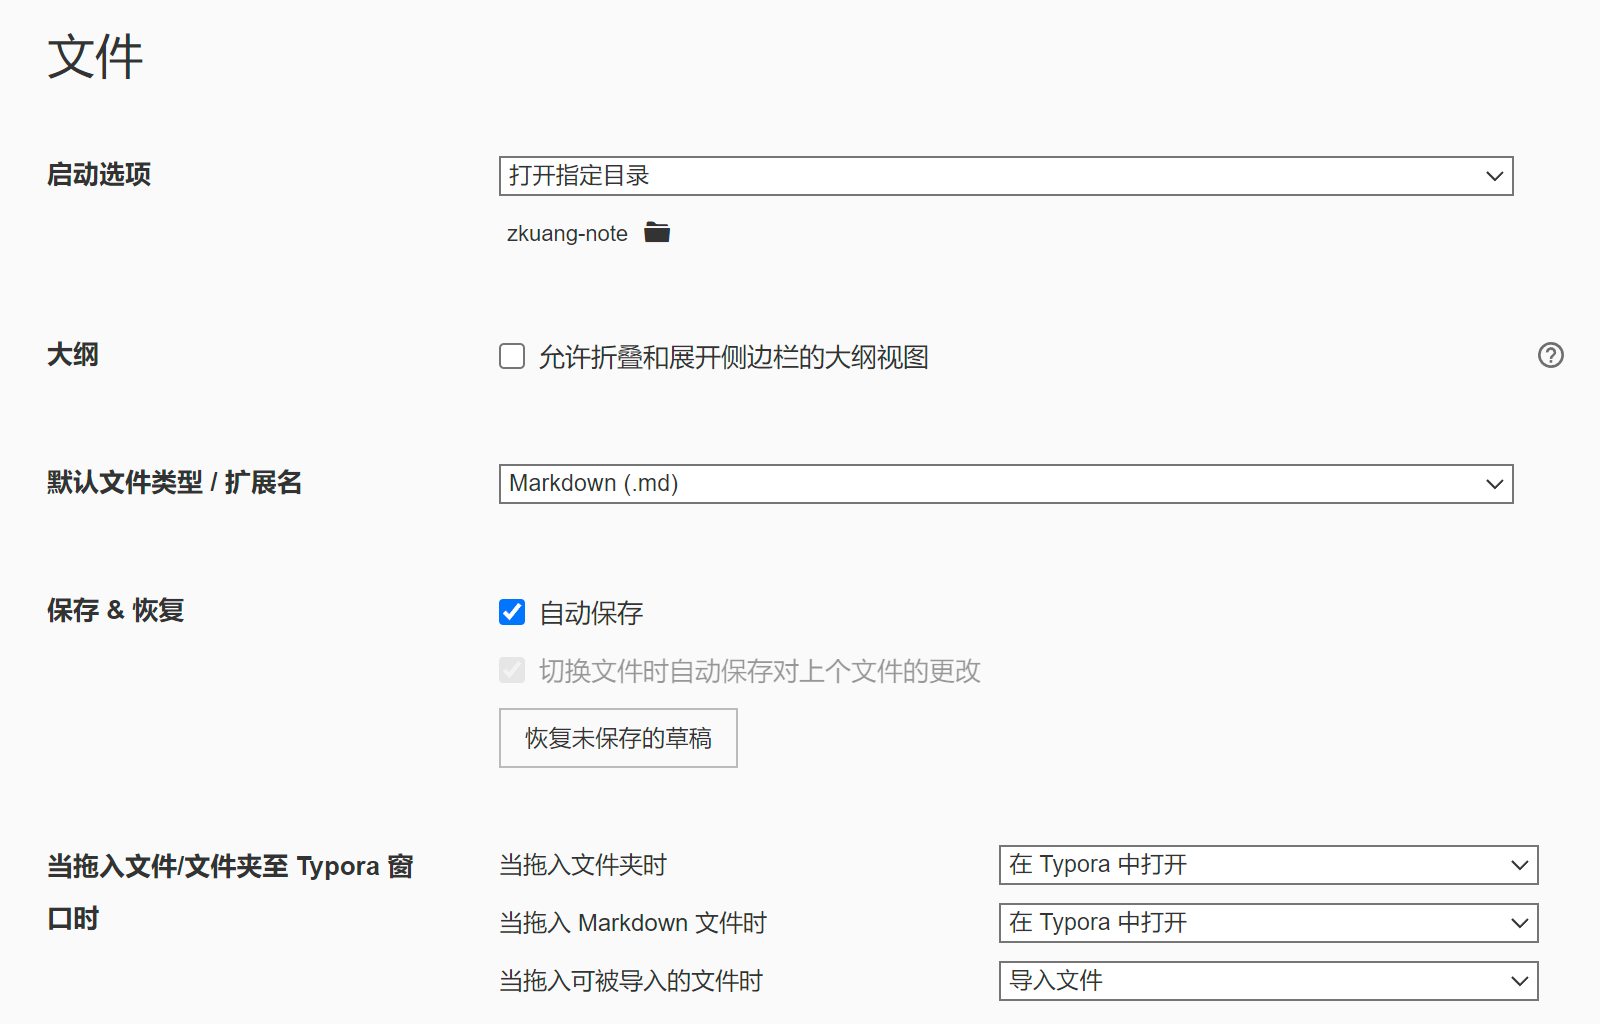 文件
启动选项
打开指定目录
zkuang-note
大纲
允许折叠和展开侧边栏的大纲视图
?
默认文件类型 / 扩展名
Markdown (.md)
保存 & 恢复
自动保存
切换文件时自动保存对上个文件的更改
恢复未保存的草稿
当拖入文件/文件夹至 Typora 窗
口时
当拖入文件夹时
在 Typora 中打开
当拖入 Markdown 文件时
在 Typora 中打开
当拖入可被导入的文件时
导入文件